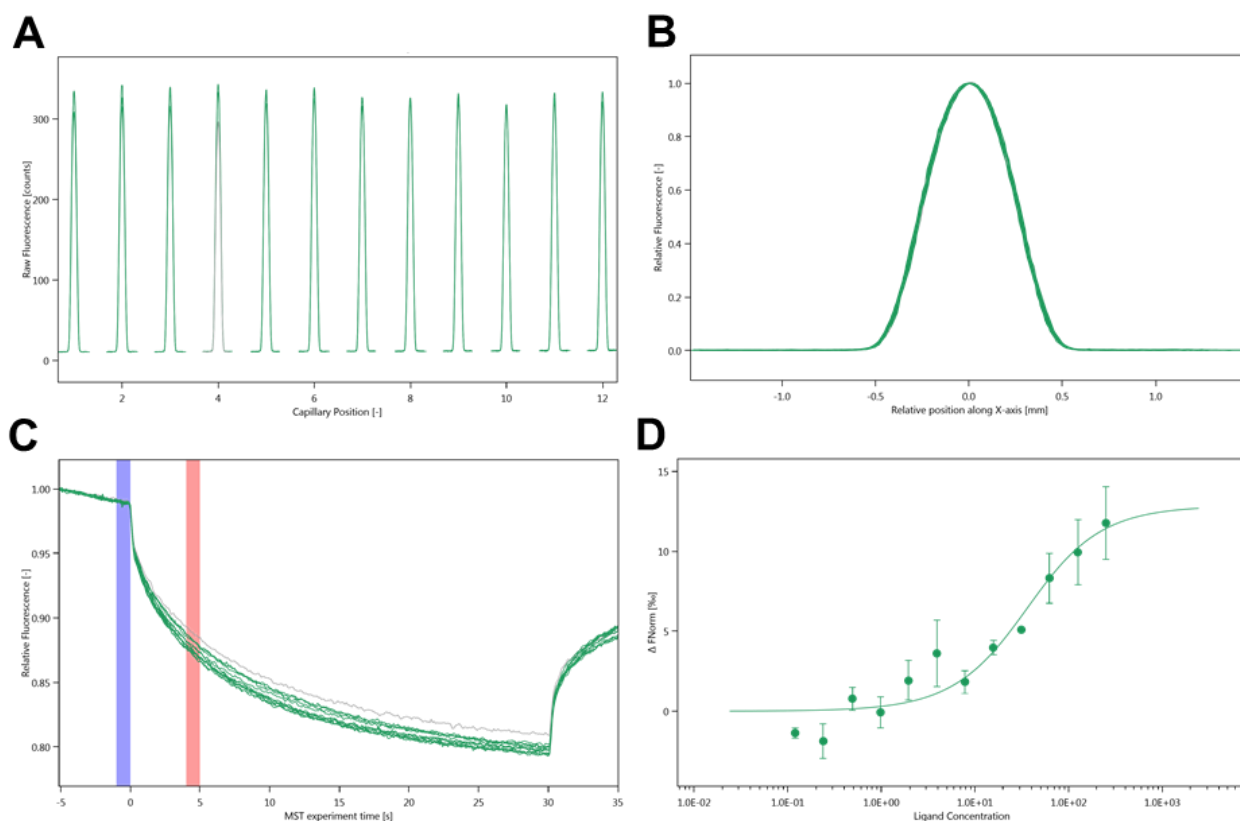 A
B
Raw Fluorescence [counts]
300
200
100
0
2
4
6
8
10
12
Capillary Position [-]
Relative Fluorescence [-]
1.0
0.8
0.6
0.4
0.2
0.0
-1.0
-0.5
0.0
0.5
1.0
Relative position along X-axis [mm]
C
D
Relative Fluorescence [-]
1.00
0.95
0.90
0.85
0.80
-5
0
5
10
15
20
25
30
35
MST experiment time [s]
Δ FNorm [‰]
15
10
5
0
1.0E-02
1.0E-01
1.0E+00
1.0E+01
1.0E+02
1.0E+03
Ligand Concentration